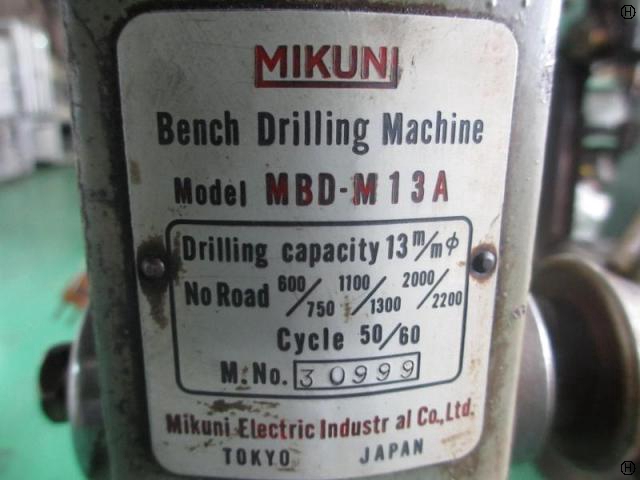 MIKUNI
Bench Drilling Machine
Model MBD-M13A
Drilling capacity 13 m/mφ
No Road 600/750 1100/1300 2000/2200
Cycle 50/60
M.No. 30999
Mikuni Electric Industr al Co.,Ltd.
TOKYO JAPAN